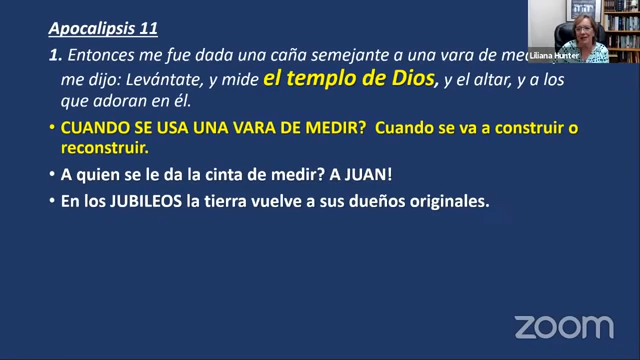 Apocalipsis 11
1. Entonces me fue dada una caña semejante a una vara de
me dijo: Levántate, y mide el templo de Dios, y el altar, y a los
que adoran en él.
• CUANDO SE USA UNA VARA DE MEDIR? Cuando se va a construir o
reconstruir.
• A quien se le da la cinta de medir? A JUAN!
• En los JUBILEOS la tierra vuelve a sus dueños originales.
Liliana Hunter
zoom